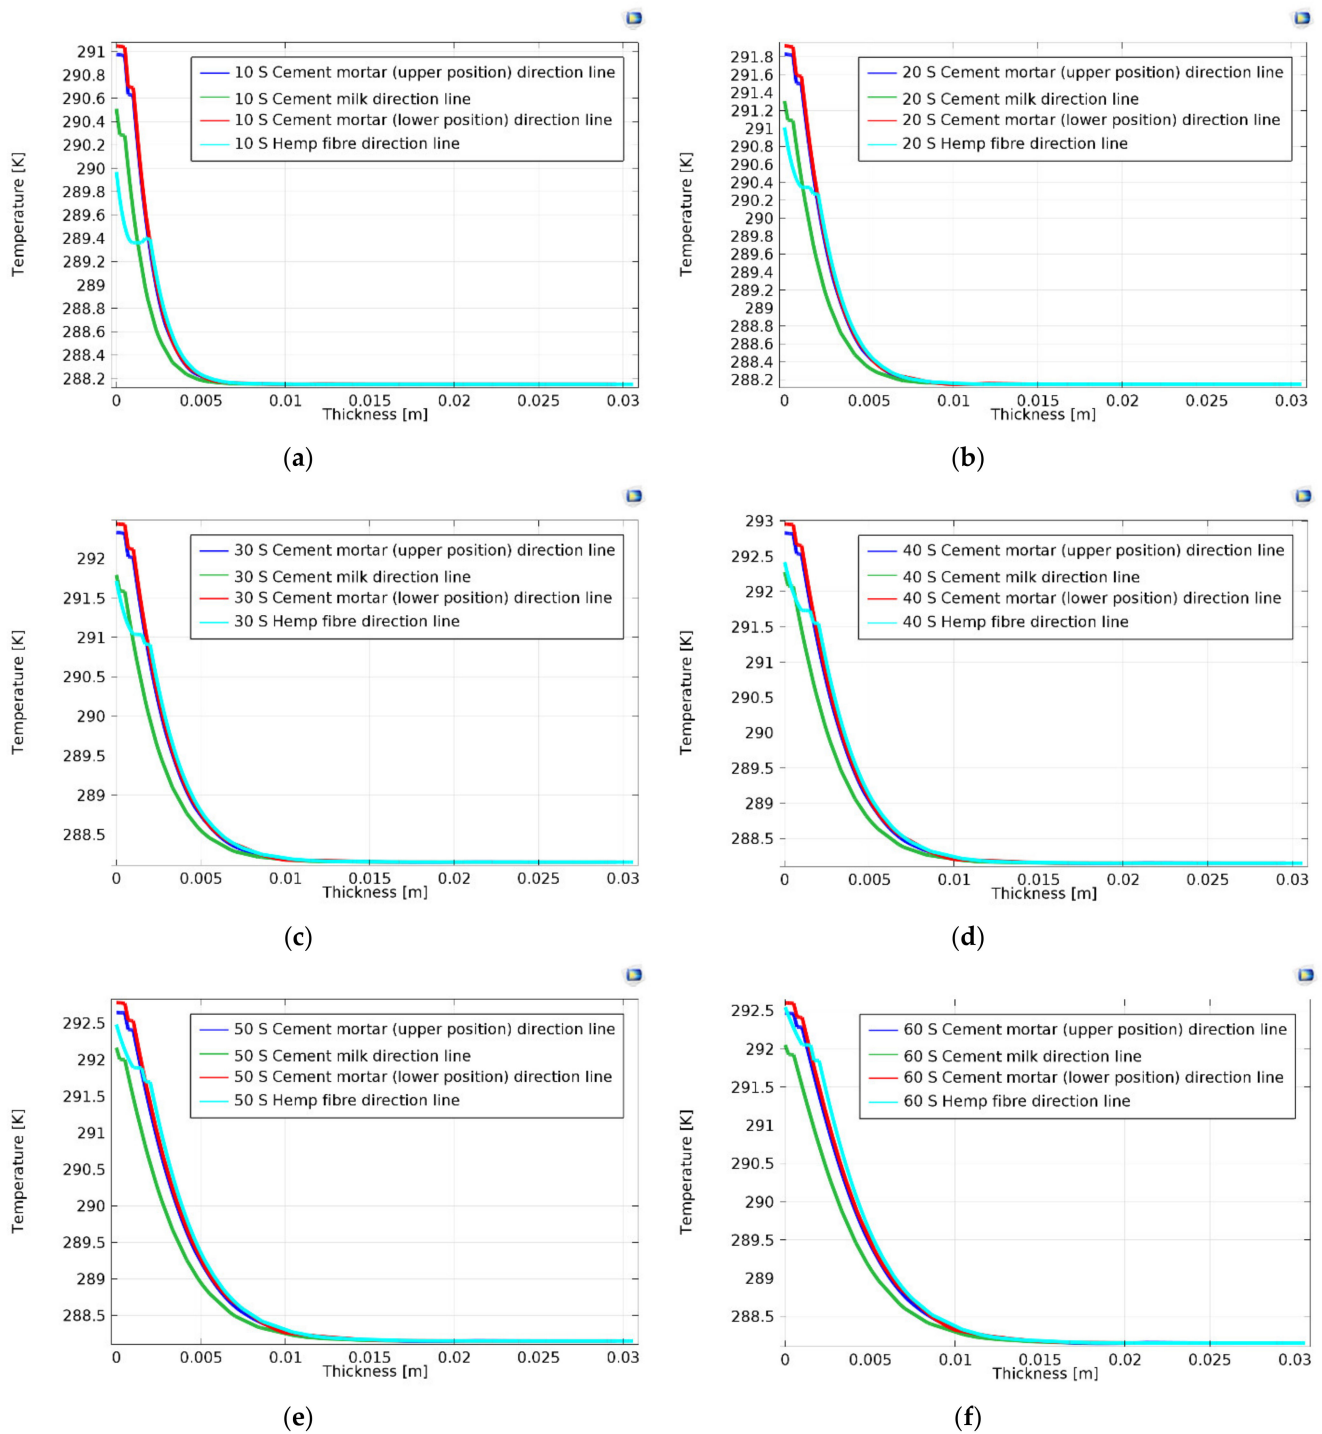 291
290.8
290.6
290.4
290.2
290
289.8
289.6
289.4
289.2
289
288.8
288.6
288.4
288.2
Temperature [K]
10 S Cement mortar (upper position) direction line
10 S Cement milk direction line
10 S Cement mortar (lower position) direction line
10 S Hemp fibre direction line
0 0.005 0.01 0.015 0.02 0.025 0.03
Thickness [m]
(a)
291.8
291.6
291.4
291.2
291
290.8
290.6
290.4
290.2
290
289.8
289.6
289.4
289.2
289
288.8
288.6
288.4
288.2
Temperature [K]
20 S Cement mortar (upper position) direction line
20 S Cement milk direction line
20 S Cement mortar (lower position) direction line
20 S Hemp fibre direction line
0 0.005 0.01 0.015 0.02 0.025 0.03
Thickness [m]
(b)
292
291.5
291
290.5
290
289.5
289
288.5
Temperature [K]
30 S Cement mortar (upper position) direction line
30 S Cement milk direction line
30 S Cement mortar (lower position) direction line
30 S Hemp fibre direction line
0 0.005 0.01 0.015 0.02 0.025 0.03
Thickness [m]
(c)
293
292.5
292
291.5
291
290.5
290
289.5
289
288.5
Temperature [K]
40 S Cement mortar (upper position) direction line
40 S Cement milk direction line
40 S Cement mortar (lower position) direction line
40 S Hemp fibre direction line
0 0.005 0.01 0.015 0.02 0.025 0.03
Thickness [m]
(d)
292.5
292
291.5
291
290.5
290
289.5
289
288.5
Temperature [K]
50 S Cement mortar (upper position) direction line
50 S Cement milk direction line
50 S Cement mortar (lower position) direction line
50 S Hemp fibre direction line
0 0.005 0.01 0.015 0.02 0.025 0.03
Thickness [m]
(e)
292.5
292
291.5
291
290.5
290
289.5
289
288.5
Temperature [K]
60 S Cement mortar (upper position) direction line
60 S Cement milk direction line
60 S Cement mortar (lower position) direction line
60 S Hemp fibre direction line
0 0.005 0.01 0.015 0.02 0.025 0.03
Thickness [m]
(f)